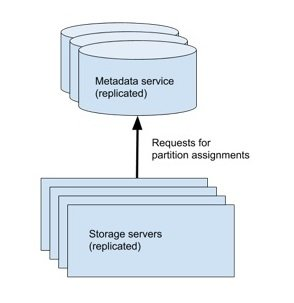 Metadata service
(replicated)
Requests for
partition assignments
Storage servers
(replicated)